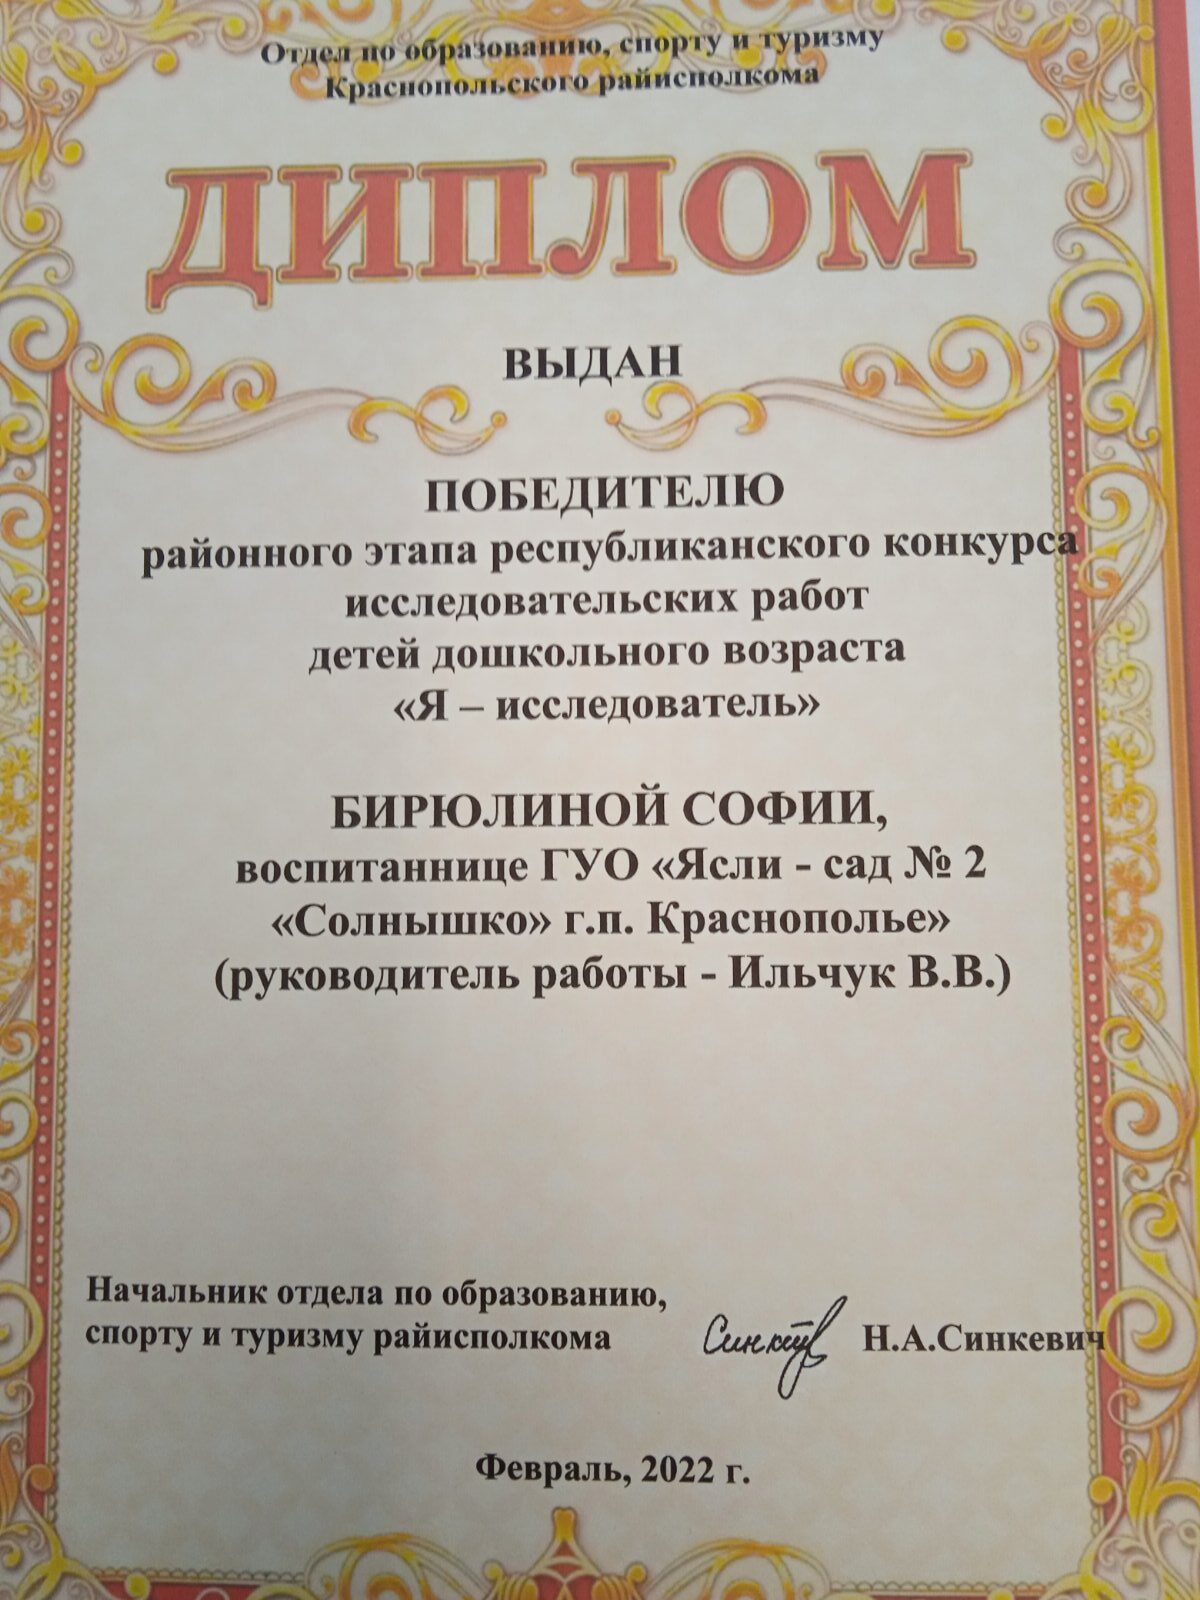 Отдел по образованию, спорту и туризму
Краснопольского райисполкома
ДИПЛОМ
ВЫДАН
ПОБЕДИТЕЛЮ
районного этапа республиканского конкурса
исследовательских работ
детей дошкольного возраста
«Я – исследователь»
БИРЮЛИНОЙ СОФИИ,
воспитаннице ГУО «Ясли - сад № 2
«Солнышко» г.п. Краснополье»
(руководитель работы - Ильчук В.В.)
Начальник отдела по образованию,
спорту и туризму райисполкома Н.А.Синкевич
Февраль, 2022 г.